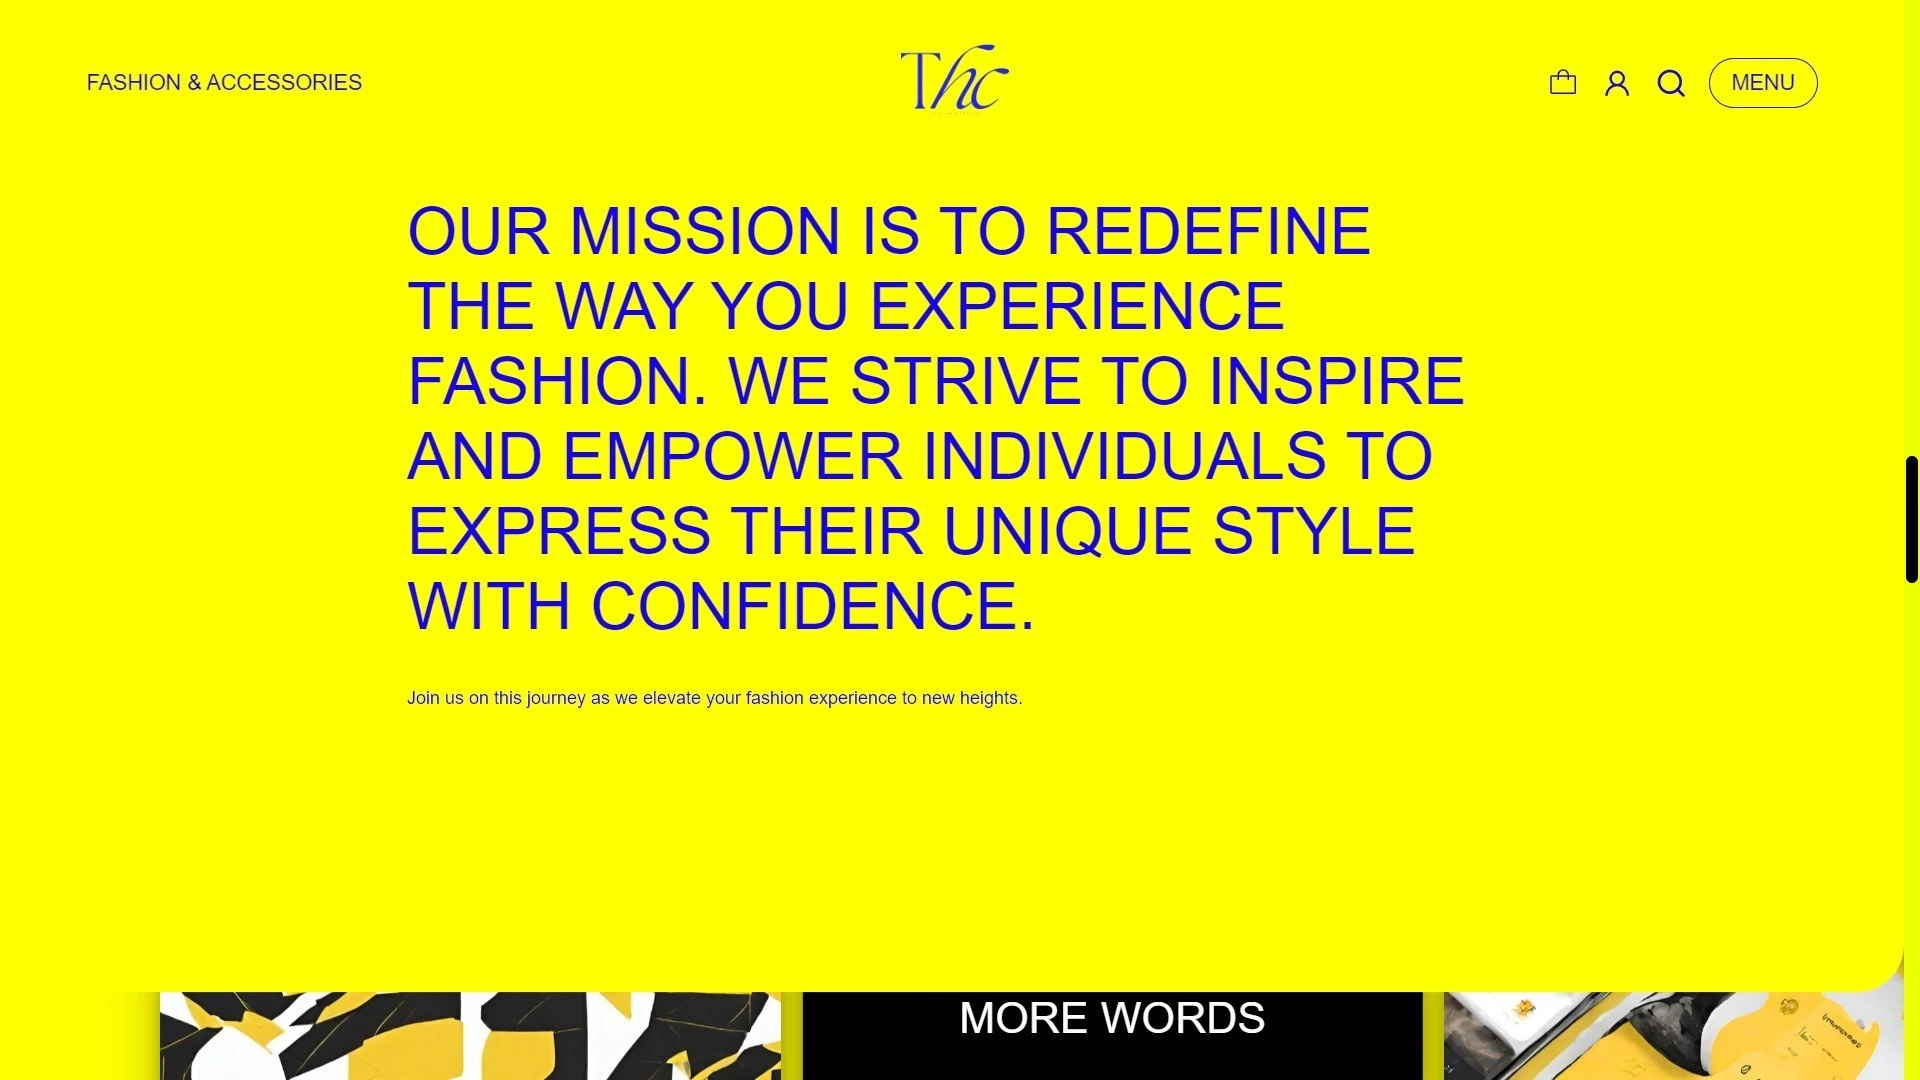 FASHION & ACCESSORIES
Thc
MENU
OUR MISSION IS TO REDEFINE
THE WAY YOU EXPERIENCE
FASHION. WE STRIVE TO INSPIRE
AND EMPOWER INDIVIDUALS TO
EXPRESS THEIR UNIQUE STYLE
WITH CONFIDENCE.
Join us on this journey as we elevate your fashion experience to new heights.
MORE WORDS